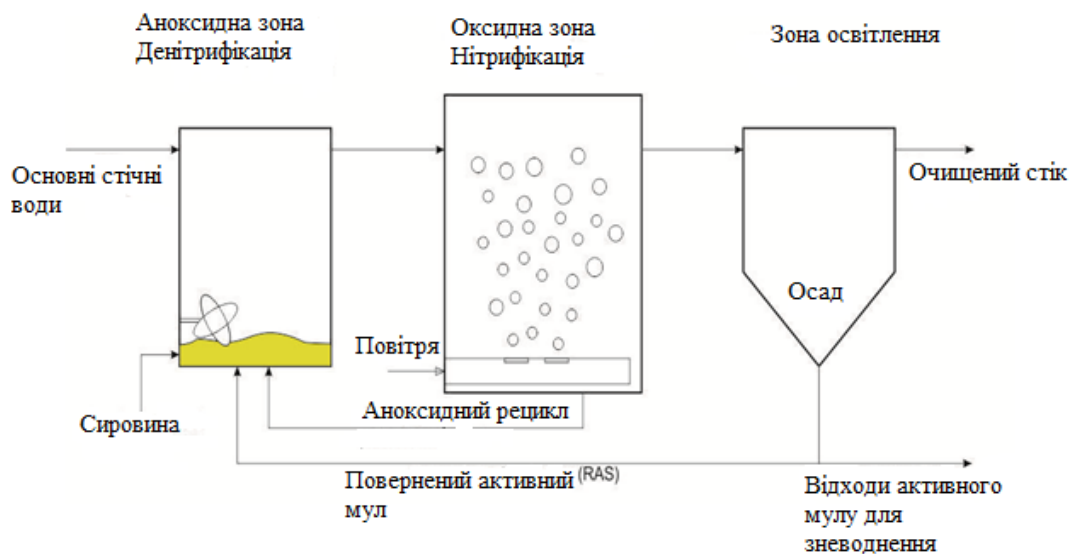 Аноксидна зона
Денітрифікація
Оксидна зона
Нітрифікація
Зона освітлення
Основні стічні
води
Очищений стік
Осад
Повітря
Сировина
Аноксидний рецикл
Повернений активний (RAS)
мул
Відходи активного
мулу для
зневоднення